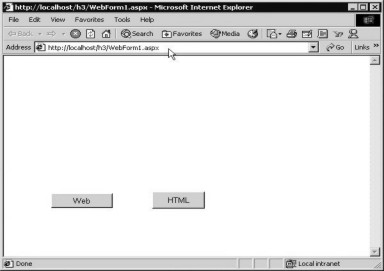 http://localhost/h3/WebForm1.aspx - Microsoft Internet Explorer
File Edit View Favorites Tools Help
Back Search Favorites Media
Address http://localhost/h3/WebForm1.aspx Go Links »
Web HTML
Done Local intranet